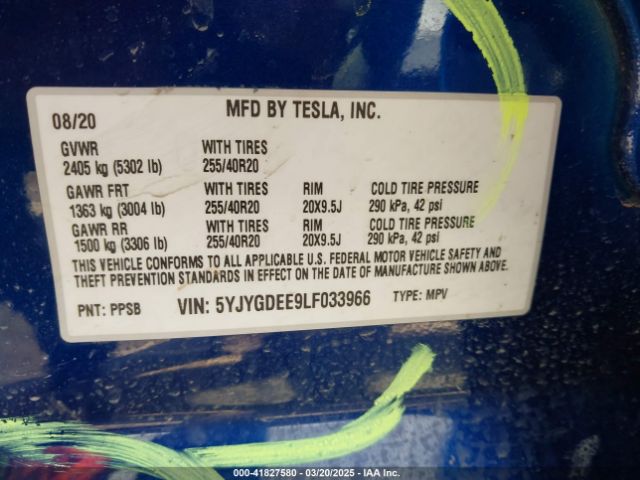 MFD BY TESLA, INC.
08/20
GVWR WITH TIRES
2405 kg (5302 lb) 255/40R20
GAWR FRT WITH TIRES RIM COLD TIRE PRESSURE
1363 kg (3004 lb) 255/40R20 20X9.5J 290 kPa, 42 psi
GAWR RR WITH TIRES RIM COLD TIRE PRESSURE
1500 kg (3306 lb) 255/40R20 20X9.5J 290 kPa, 42 psi
THIS VEHICLE CONFORMS TO ALL APPLICABLE U.S. FEDERAL MOTOR VEHICLE SAFETY AND
THEFT PREVENTION STANDARDS IN EFFECT ON THE DATE OF MANUFACTURE SHOWN ABOVE.
PNT: PPSB VIN: 5YJYGDEE9LF033966 TYPE: MPV
000-41827580 - 03/20/2025 - IAA Inc.